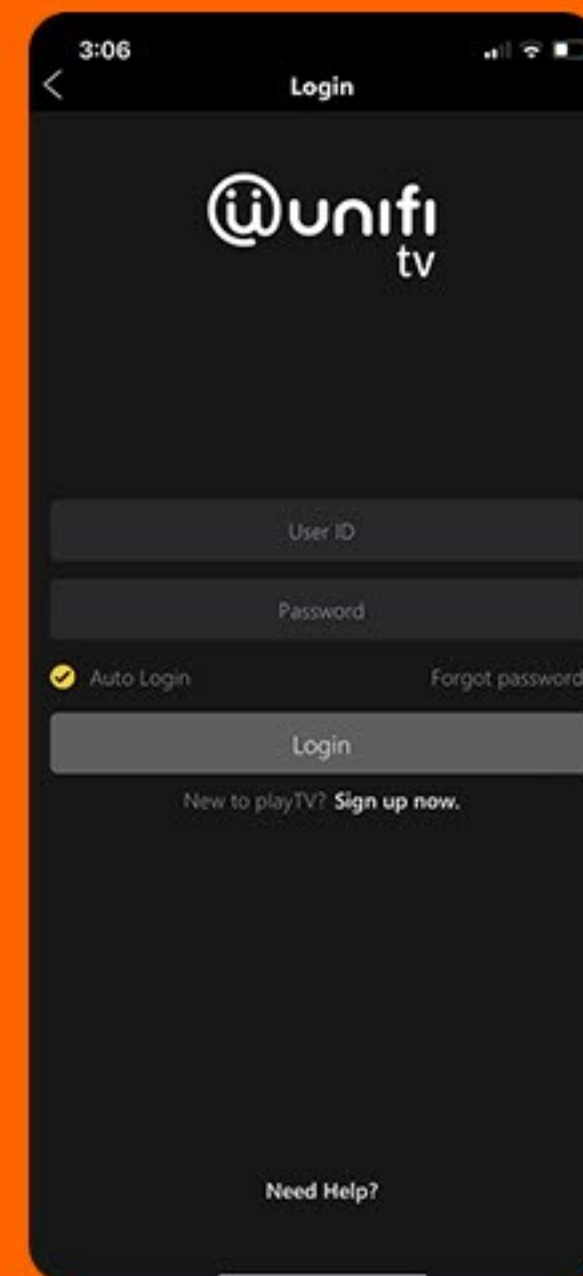 3:06
Login
unifi
tv
User ID
Password
Auto Login Forgot password
Login
New to playTV? Sign up now.
Need Help?